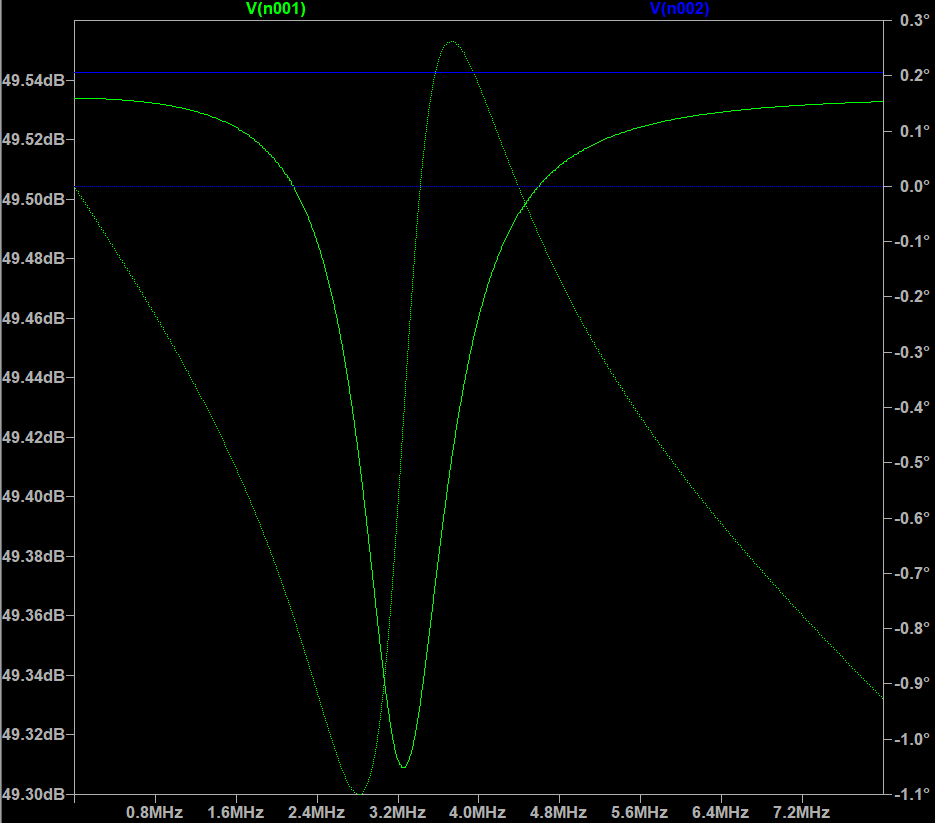 V(n001) V(n002)
0.3°
49.54dB 0.2°
49.52dB 0.1°
49.50dB 0.0°
49.48dB -0.1°
49.46dB -0.2°
49.44dB -0.3°
49.42dB -0.4°
49.40dB -0.5°
49.38dB -0.6°
49.36dB -0.7°
49.34dB -0.8°
49.32dB -0.9°
49.30dB -1.0°
-1.1°
0.8MHz 1.6MHz 2.4MHz 3.2MHz 4.0MHz 4.8MHz 5.6MHz 6.4MHz 7.2MHz